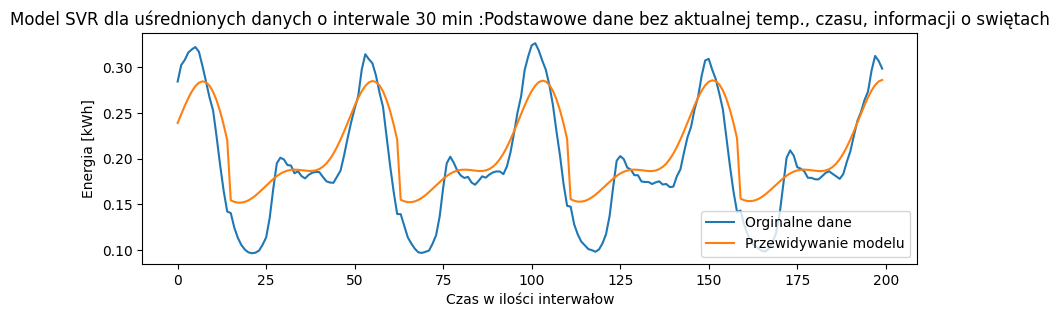 Model SVR dla uśrednionych danych o interwale 30 min :Podstawowe dane bez aktualnej temp., czasu, informacji o swiętach
0.30
0.25
0.20
0.15
0.10
Energia [kWh]
Orginalne dane
Przewidywanie modelu
0 25 50 75 100 125 150 175 200
Czas w ilości interwałow